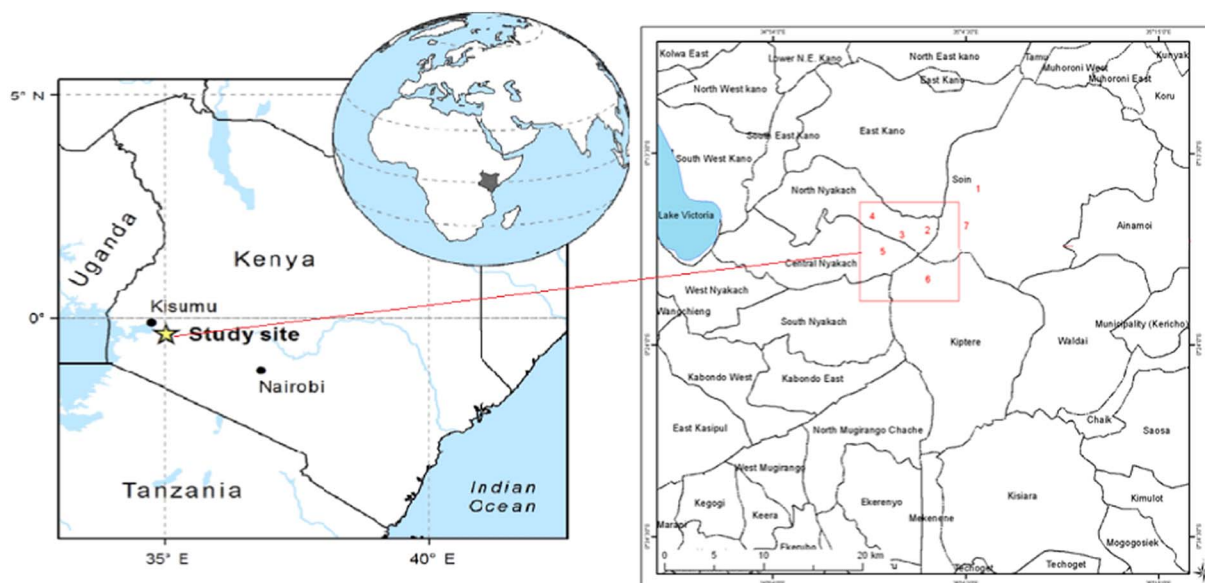 5° N
0°
35° E
40° E
Uganda
Kenya
Kisumu
Study site
Nairobi
Tanzania
Indian
Ocean
Kolwa East
Lower N.E. Kano
North East kano
Tamu
Muhoroni West
Kunyak
Muhoroni East
East Kano
North West kano
Koru
South East Kano
East Kano
South West Kano
North Nyakach
Soin
1
Lake Victoria
4
3
2
7
Ainamoi
5
Central Nyakach
6
West Nyakach
Wangchieng
South Nyakach
Kiptere
Municipality (Kericho)
Waldai
Kabondo West
Kabondo East
Chaik
East Kasipul
North Mugirango Chache
Saosa
West Mugirango
Kegogi
Keera
Ekerenyo
Kisiara
Kimulot
Mekenene
Mogogosiek
Techoget
Techoget
0 5 10 20 km